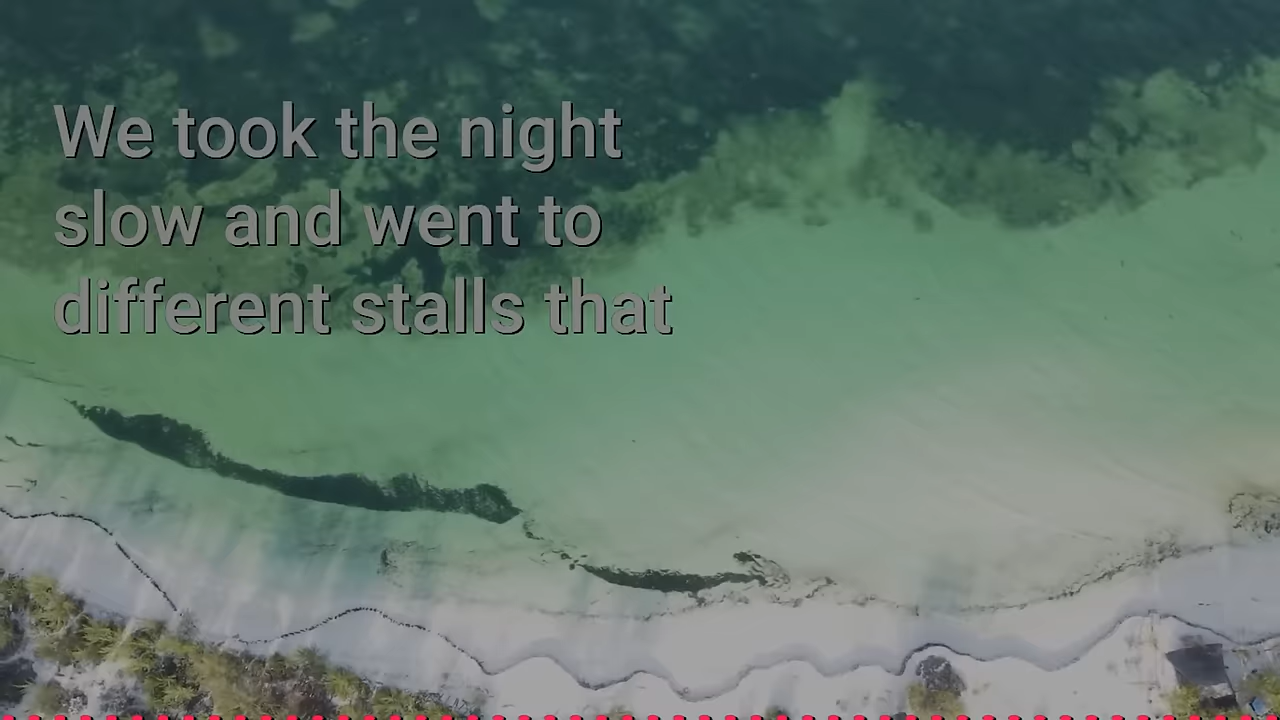 We took the night
slow and went to
different stalls that